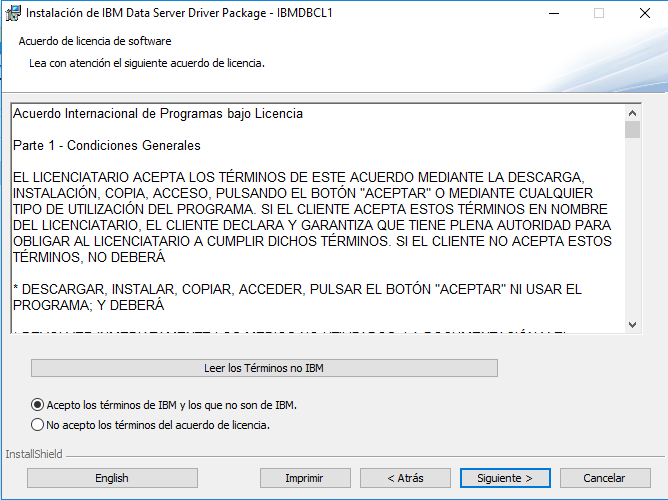 Instalación de IBM Data Server Driver Package - IBMDBCL1
Acuerdo de licencia de software
Lea con atención el siguiente acuerdo de licencia.
Acuerdo Internacional de Programas bajo Licencia
Parte 1 - Condiciones Generales
EL LICENCIATARIO ACEPTA LOS TÉRMINOS DE ESTE ACUERDO MEDIANTE LA DESCARGA,
INSTALACIÓN, COPIA, ACCESO, PULSANDO EL BOTÓN "ACEPTAR" O MEDIANTE CUALQUIER
TIPO DE UTILIZACIÓN DEL PROGRAMA. SI EL CLIENTE ACEPTA ESTOS TÉRMINOS EN NOMBRE
DEL LICENCIATARIO, EL CLIENTE DECLARA Y GARANTIZA QUE TIENE PLENA AUTORIDAD PARA
OBLIGAR AL LICENCIATARIO A CUMPLIR DICHOS TÉRMINOS. SI EL CLIENTE NO ACEPTA ESTOS
TÉRMINOS, NO DEBERÁ
* DESCARGAR, INSTALAR, COPIAR, ACCEDER, PULSAR EL BOTÓN "ACEPTAR" NI USAR EL
PROGRAMA; Y DEBERÁ
Leer los Términos no IBM
Acepto los términos de IBM y los que no son de IBM.
No acepto los términos del acuerdo de licencia.
InstallShield
English
Imprimir
< Atrás
Siguiente >
Cancelar